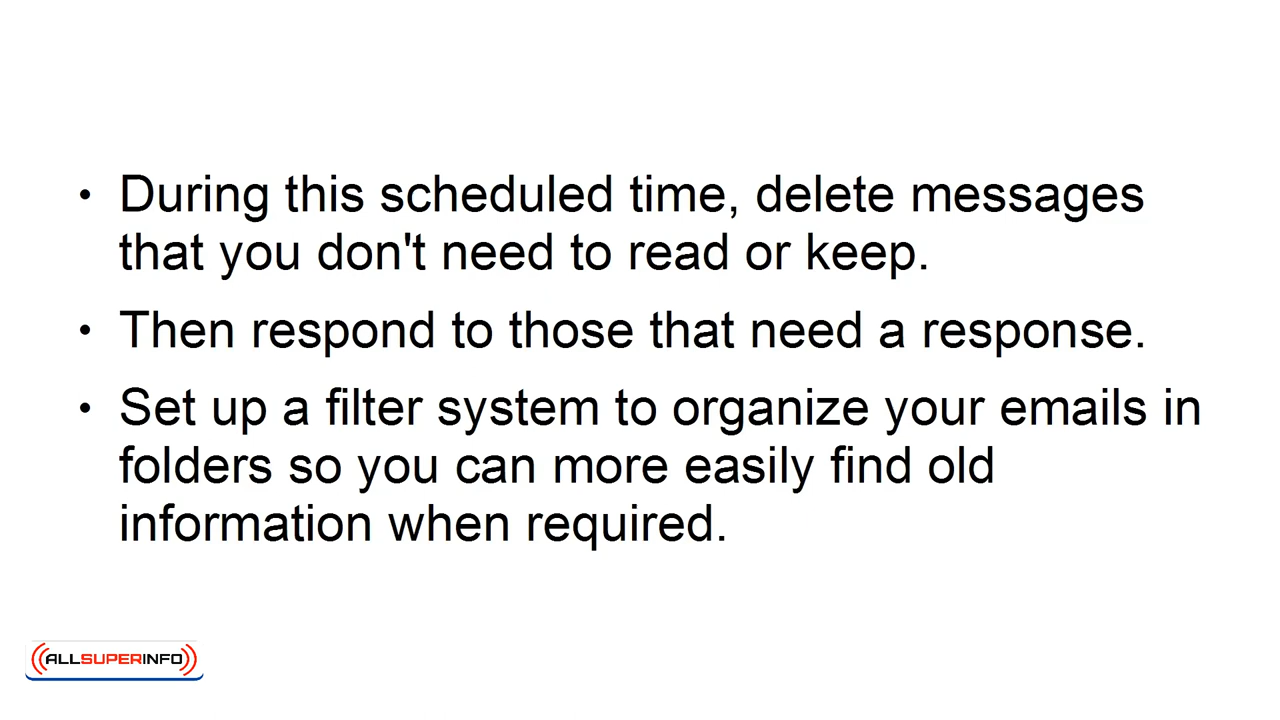 • During this scheduled time, delete messages
that you don't need to read or keep.
• Then respond to those that need a response.
• Set up a filter system to organize your emails in
folders so you can more easily find old
information when required.
ALLSUPERINFO